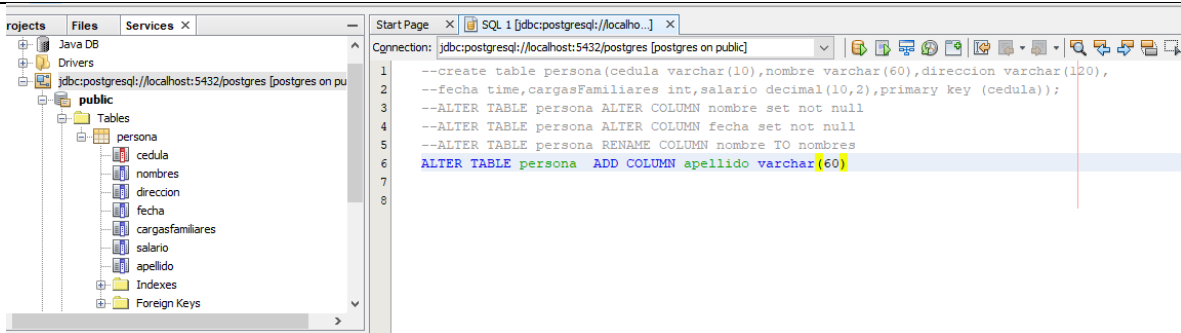 rojects Files Services ×
Java DB
Drivers
jdbc:postgresql://localhost:5432/postgres [postgres on pu
public
Tables
persona
cedula
nombres
direccion
fecha
cargasfamiliares
salario
apellido
Indexes
Foreign Keys
Start Page × SQL 1 [jdbc:postgresql://localho...] ×
Connection: jdbc:postgresql://localhost:5432/postgres [postgres on public]
1 --create table persona(cedula varchar(10),nombre varchar(60),direccion varchar(120),
2 --fecha time,cargasFamiliares int,salario decimal(10,2),primary key (cedula));
3 --ALTER TABLE persona ALTER COLUMN nombre set not null
4 --ALTER TABLE persona ALTER COLUMN fecha set not null
5 --ALTER TABLE persona RENAME COLUMN nombre TO nombres
6 ALTER TABLE persona  ADD COLUMN apellido varchar(60)
7
8